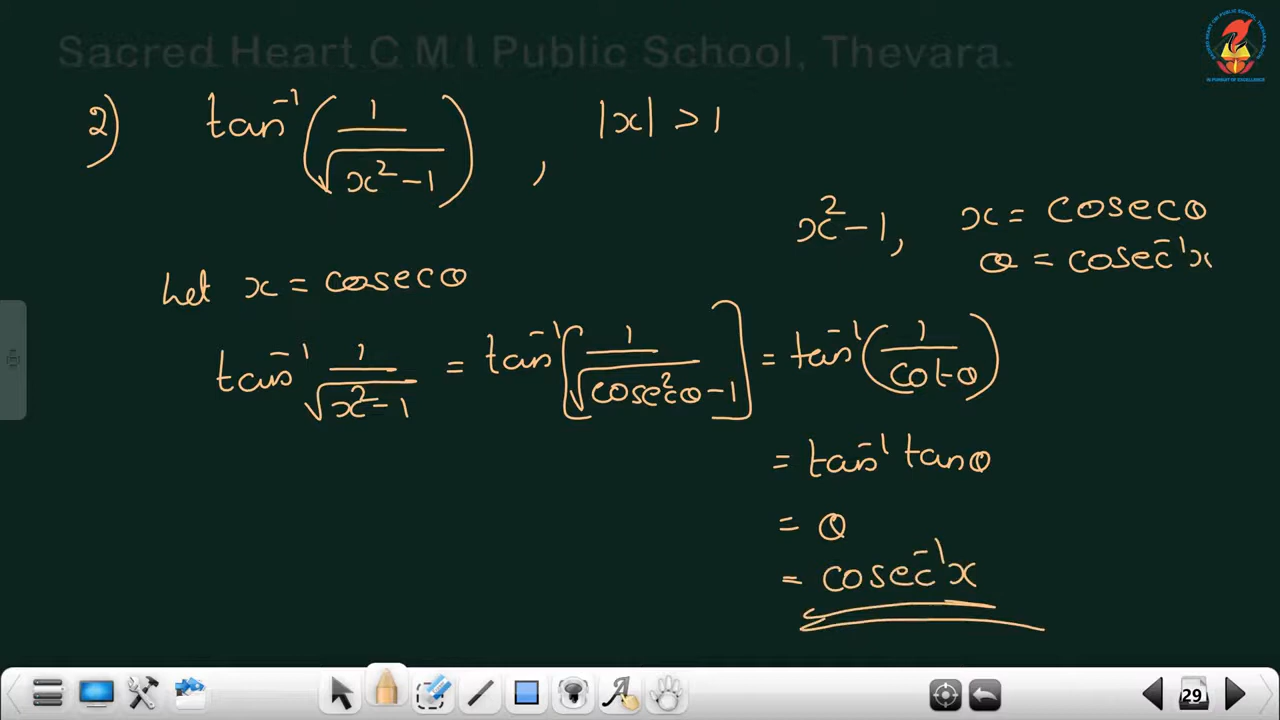 Sacred Heart C M I Public School, Thevara.
2) tan⁻¹(1/√(x²−1)) , |x| > 1
x²−1, x = cosecθ
θ = cosec⁻¹x
Let x = cosecθ
tan⁻¹ 1/√(x²−1) = tan⁻¹[1/√(cosec²θ−1)] = tan⁻¹(1/cotθ)
= tan⁻¹ tanθ
= θ
= cosec⁻¹x
29